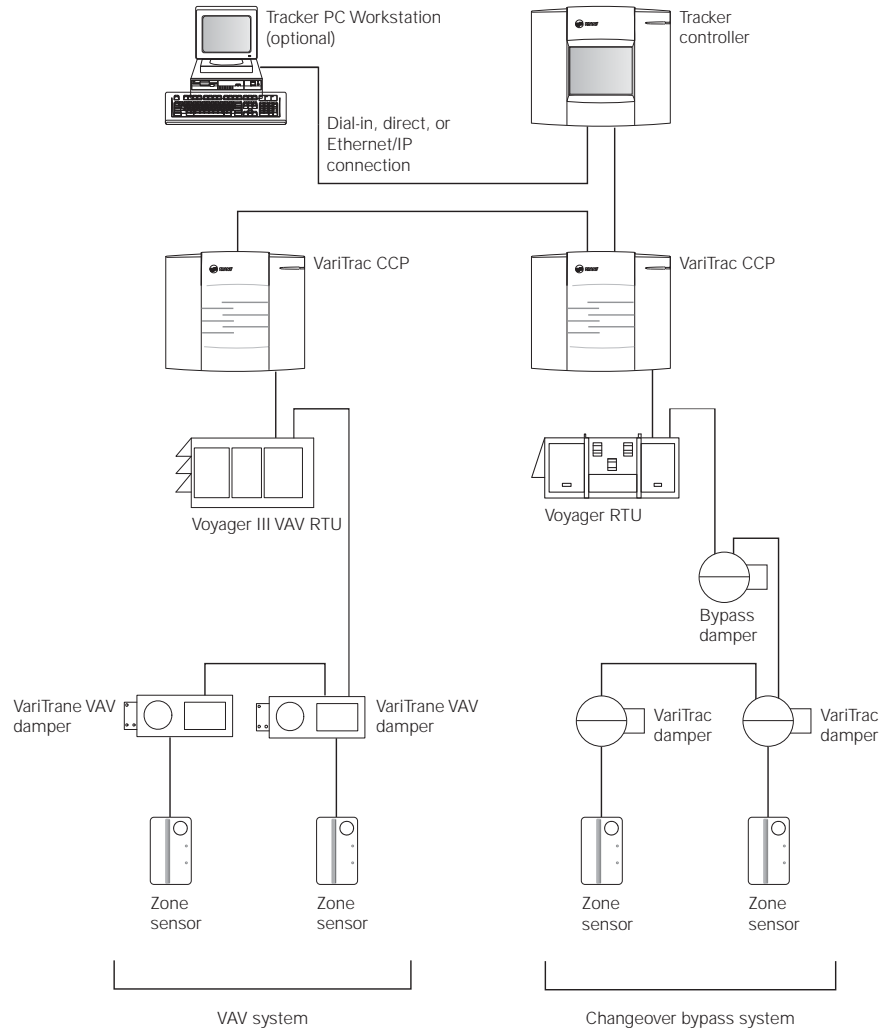 Tracker PC Workstation
(optional)
Tracker
controller
Dial-in, direct, or
Ethernet/IP
connection
VariTrac CCP
VariTrac CCP
Voyager III VAV RTU
Voyager RTU
Bypass
damper
VariTrane VAV
damper
VariTrane VAV
damper
VariTrac
damper
VariTrac
damper
Zone
sensor
Zone
sensor
Zone
sensor
Zone
sensor
VAV system
Changeover bypass system